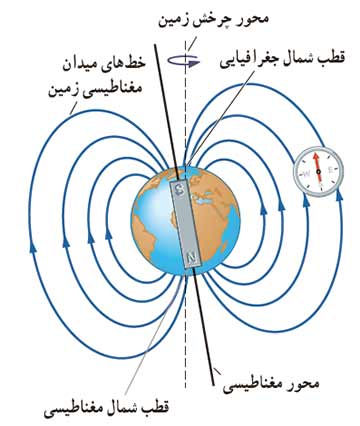 محور چرخش زمین
خط‌های میدان
مغناطیسی زمین
قطب شمال جغرافیایی
W
E
S
N
محور مغناطیسی
قطب شمال مغناطیسی